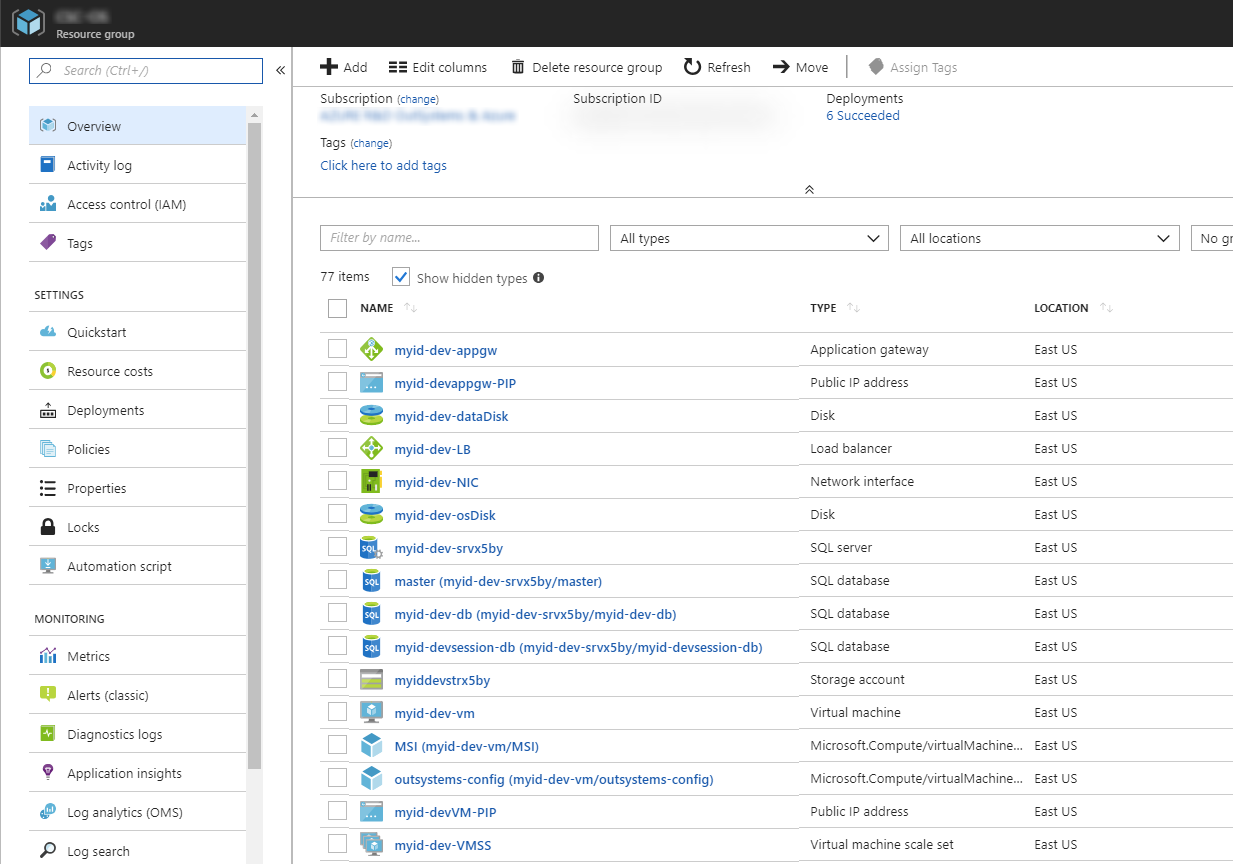 Resource group
Search (Ctrl+/)
«
Add
Edit columns
Delete resource group
Refresh
Move
Assign Tags
Subscription (change)
Subscription ID
Deployments
6 Succeeded
Tags (change)
Click here to add tags
Overview
Activity log
Access control (IAM)
Tags
SETTINGS
Quickstart
Resource costs
Deployments
Policies
Properties
Locks
Automation script
MONITORING
Metrics
Alerts (classic)
Diagnostics logs
Application insights
Log analytics (OMS)
Log search
Filter by name...
All types
All locations
No gr
77 items
Show hidden types
NAME TYPE LOCATION
myid-dev-appgw Application gateway East US
myid-devappgw-PIP Public IP address East US
myid-dev-dataDisk Disk East US
myid-dev-LB Load balancer East US
myid-dev-NIC Network interface East US
myid-dev-osDisk Disk East US
SQL myid-dev-srvx5by SQL server East US
SQL master (myid-dev-srvx5by/master) SQL database East US
SQL myid-dev-db (myid-dev-srvx5by/myid-dev-db) SQL database East US
SQL myid-devsession-db (myid-dev-srvx5by/myid-devsession-db) SQL database East US
myiddevstrx5by Storage account East US
myid-dev-vm Virtual machine East US
MSI (myid-dev-vm/MSI) Microsoft.Compute/virtualMachine... East US
outsystems-config (myid-dev-vm/outsystems-config) Microsoft.Compute/virtualMachine... East US
myid-devVM-PIP Public IP address East US
myid-dev-VMSS Virtual machine scale set East US